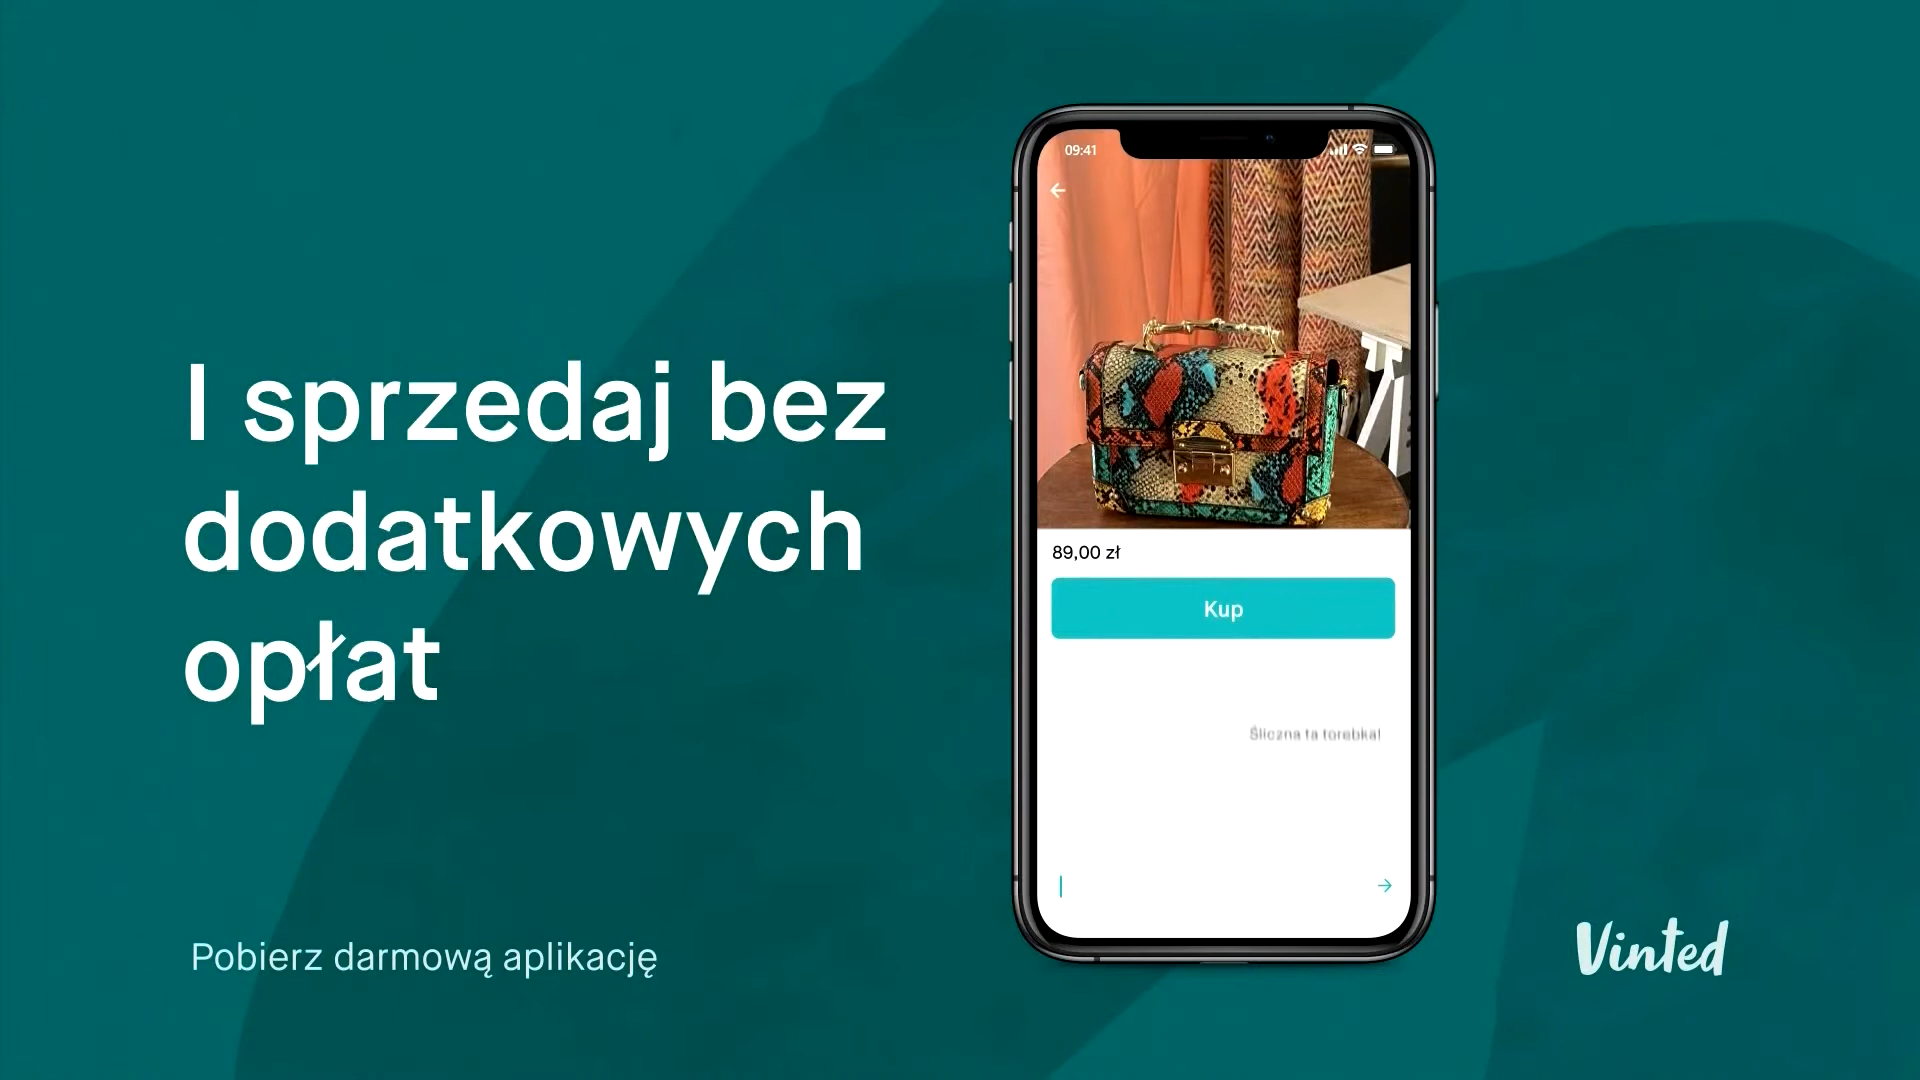 I sprzedaj bez
dodatkowych
opłat
Pobierz darmową aplikację
09:41
89,00 zł
Kup
Śliczna ta torebka!
Vinted